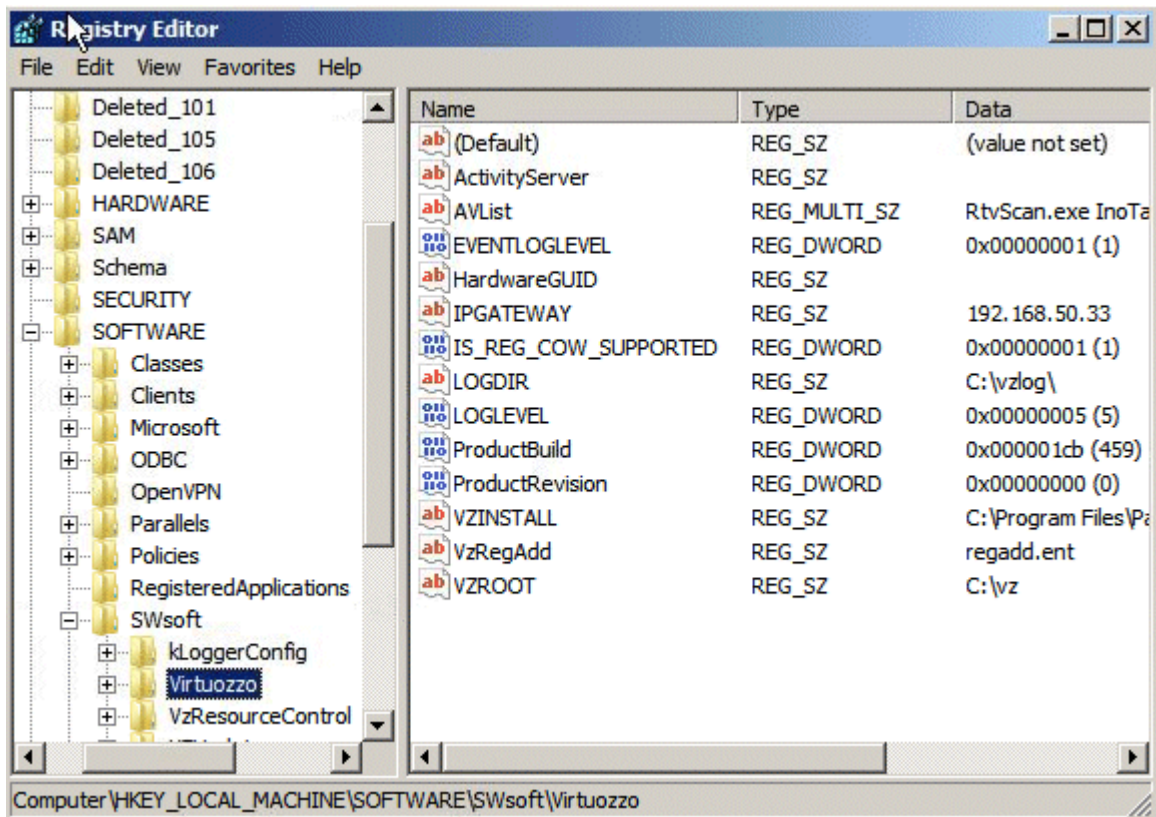 Registry Editor
File Edit View Favorites Help
Deleted_101
Deleted_105
Deleted_106
HARDWARE
SAM
Schema
SECURITY
SOFTWARE
Classes
Clients
Microsoft
ODBC
OpenVPN
Parallels
Policies
RegisteredApplications
SWsoft
kLoggerConfig
Virtuozzo
VzResourceControl
Name Type Data
(Default) REG_SZ (value not set)
ActivityServer REG_SZ
AVList REG_MULTI_SZ RtvScan.exe InoTa
EVENTLOGLEVEL REG_DWORD 0x00000001 (1)
HardwareGUID REG_SZ
IPGATEWAY REG_SZ 192.168.50.33
IS_REG_COW_SUPPORTED REG_DWORD 0x00000001 (1)
LOGDIR REG_SZ C:\vzlog\
LOGLEVEL REG_DWORD 0x00000005 (5)
ProductBuild REG_DWORD 0x000001cb (459)
ProductRevision REG_DWORD 0x00000000 (0)
VZINSTALL REG_SZ C:\Program Files\Pa
VzRegAdd REG_SZ regadd.ent
VZROOT REG_SZ C:\vz
Computer\HKEY_LOCAL_MACHINE\SOFTWARE\SWsoft\Virtuozzo